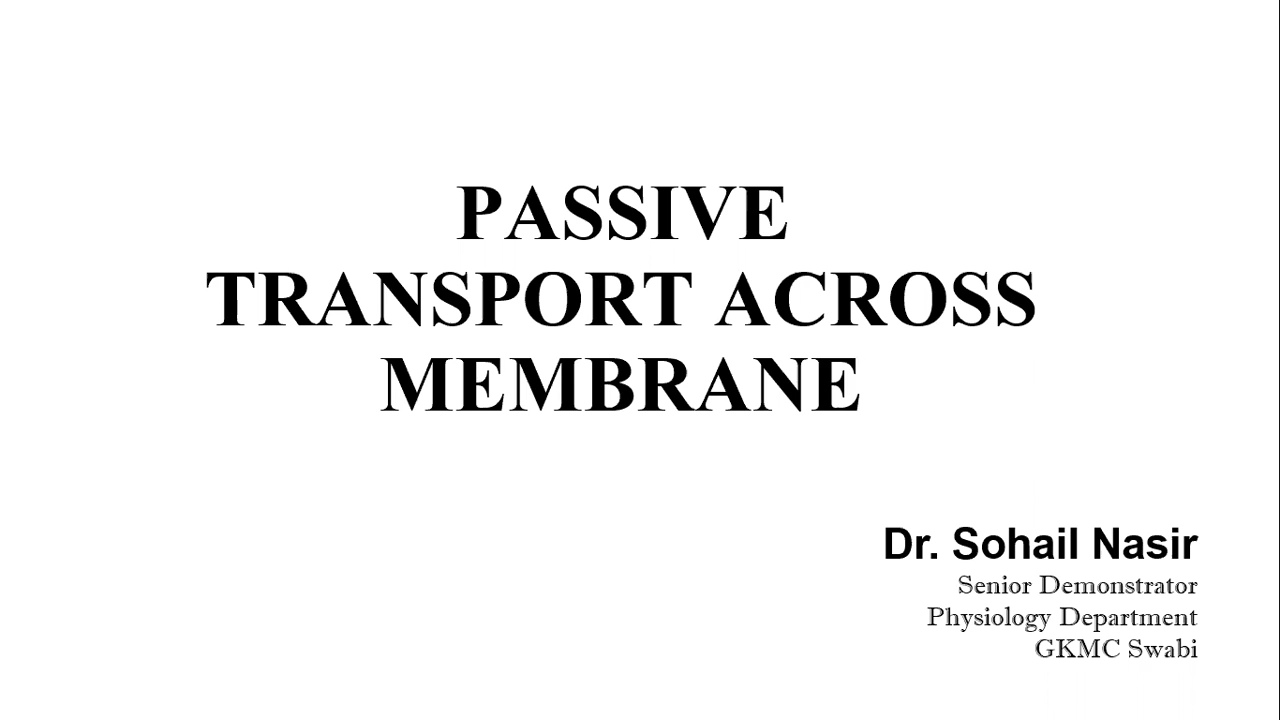 PASSIVE
TRANSPORT ACROSS
MEMBRANE
Dr. Sohail Nasir
Senior Demonstrator
Physiology Department
GKMC Swabi